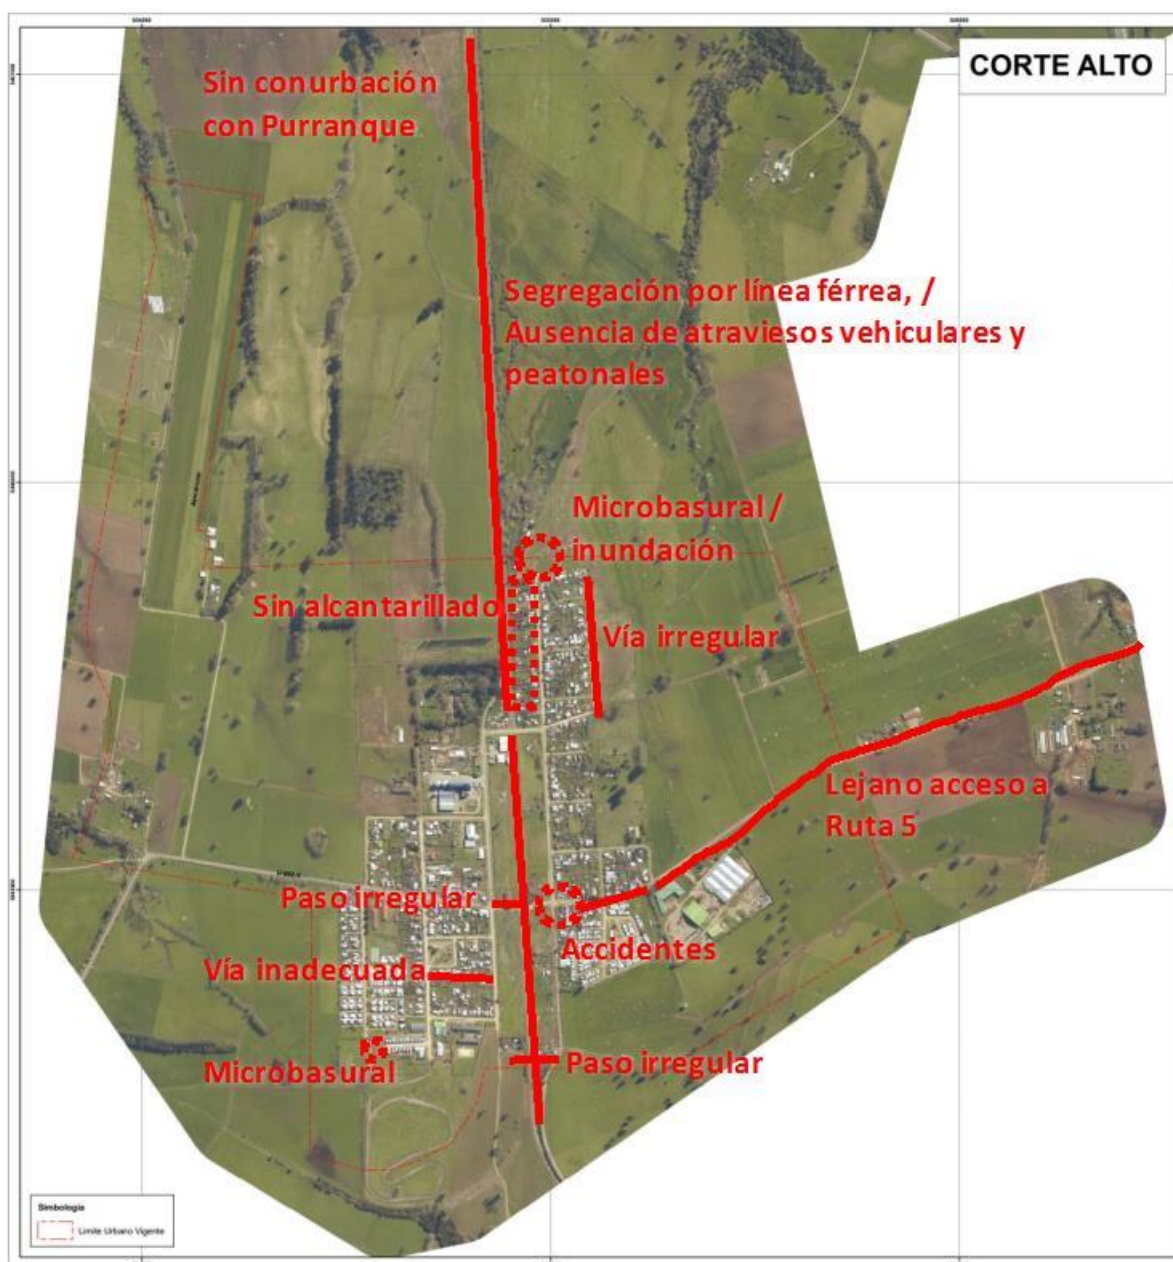 CORTE ALTO
Sin conurbación
con Purranque
Segregación por línea férrea, /
Ausencia de atraviesos vehiculares y
peatonales
Microbasural /
inundación
Sin alcantarillado
Vía irregular
Lejano acceso a
Ruta 5
Paso irregular
Accidentes
Vía inadecuada
Microbasural
Paso irregular
Simbología
Limite Urbano Vigente